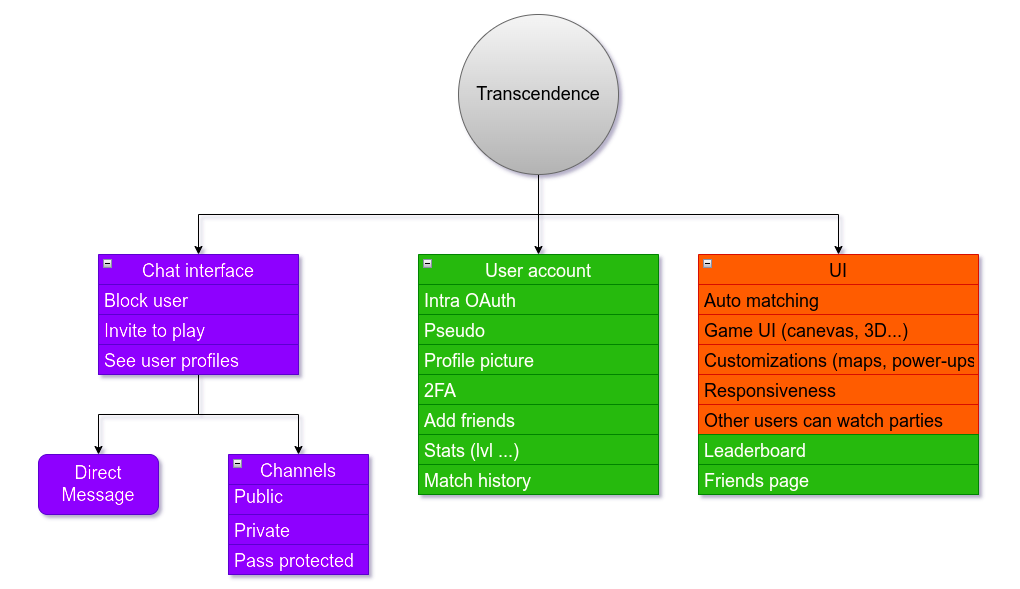 Transcendence
Chat interface
Block user
Invite to play
See user profiles
Direct
Message
Channels
Public
Private
Pass protected
User account
Intra OAuth
Pseudo
Profile picture
2FA
Add friends
Stats (lvl ...)
Match history
UI
Auto matching
Game UI (canevas, 3D...)
Customizations (maps, power-ups
Responsiveness
Other users can watch parties
Leaderboard
Friends page